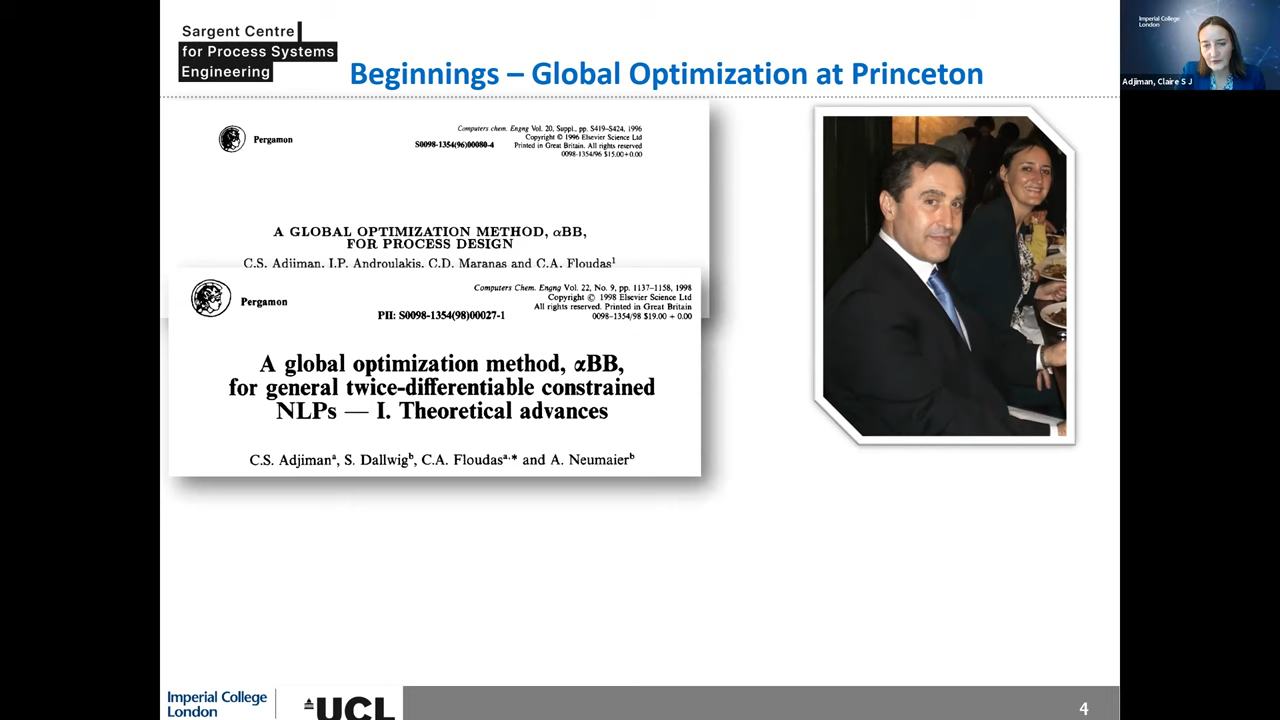 Sargent Centre
for Process Systems
Engineering
Beginnings – Global Optimization at Princeton
Imperial College
London
Adjiman, Claire S J
Pergamon
Computers chem. Engng Vol. 20, Suppl., pp. S419-S424, 1996
Copyright © 1996 Elsevier Science Ltd
S0098-1354(96)00080-4
Printed in Great Britain. All rights reserved
0098-1354/96 $15.00+0.00
A GLOBAL OPTIMIZATION METHOD, αBB,
FOR PROCESS DESIGN
C.S. Adjiman, I.P. Androulakis, C.D. Maranas and C.A. Floudas¹
Pergamon
Computers Chem. Engng Vol. 22, No. 9, pp. 1137–1158, 1998
Copyright © 1998 Elsevier Science Ltd
All rights reserved. Printed in Great Britain
PII: S0098-1354(98)00027-1
0098–1354/98 $19.00 + 0.00
A global optimization method, αBB,
for general twice-differentiable constrained
NLPs — I. Theoretical advances
C.S. Adjimanᵃ, S. Dallwigᵇ, C.A. Floudasᵃ,* and A. Neumaierᵇ
Imperial College
London
UCL
4